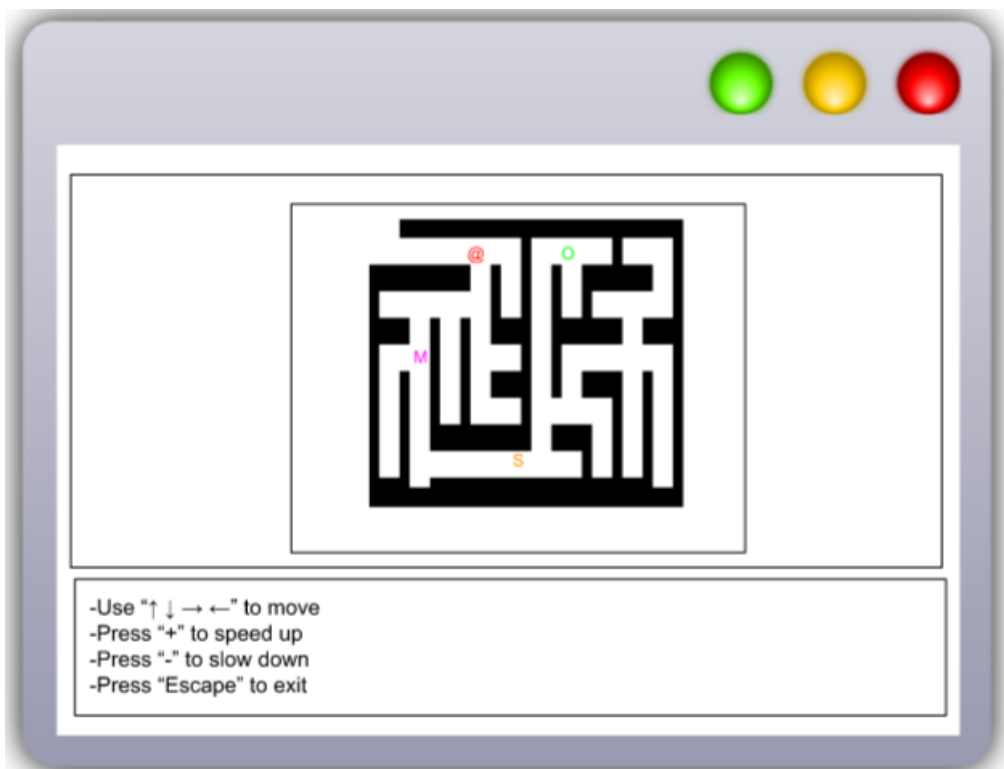 @ O
M
S
-Use “↑ ↓ → ←” to move
-Press “+” to speed up
-Press “-” to slow down
-Press “Escape” to exit